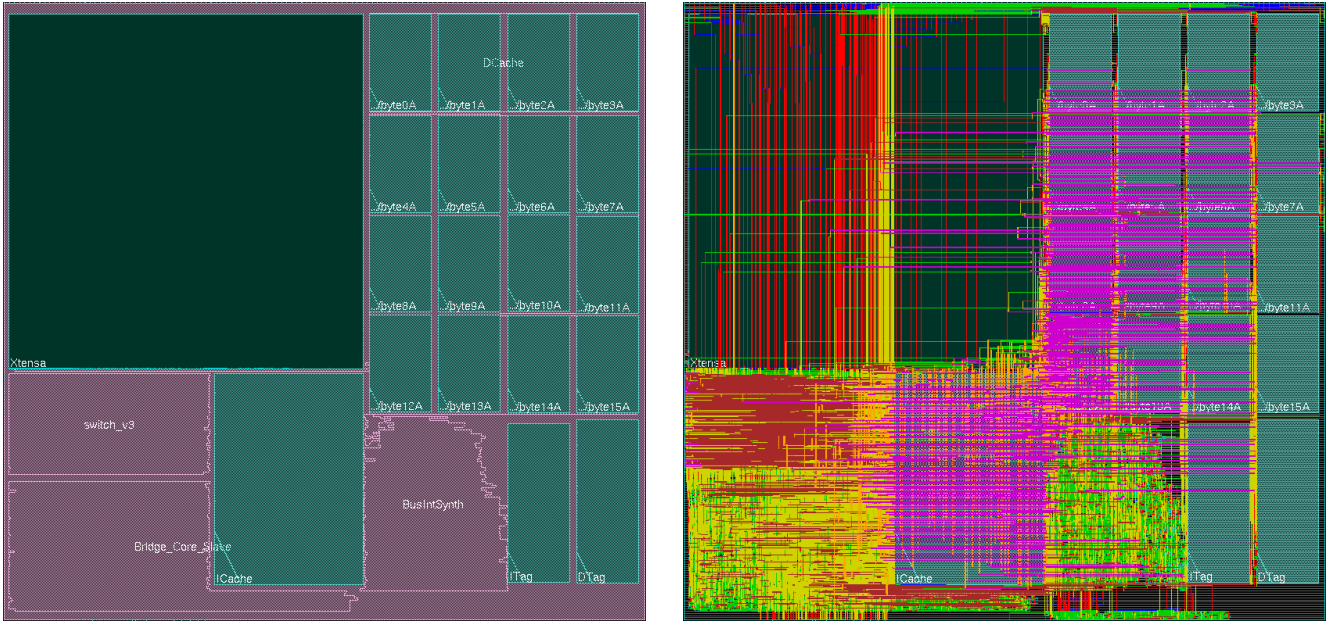 DCache
.../byte0A
.../byte1A
.../byte2A
.../byte3A
.../byte4A
.../byte5A
.../byte6A
.../byte7A
.../byte8A
.../byte9A
.../byte10A
.../byte11A
Xtensa
.../byte12A
.../byte13A
.../byte14A
.../byte15A
switch_v3
BusIntSynth
Bridge_Core_Slave
ICache
ITag
DTag
.../byte3A
.../byte7A
.../byte11A
Xtensa
.../byte14A
.../byte15A
ICache
ITag
DTag